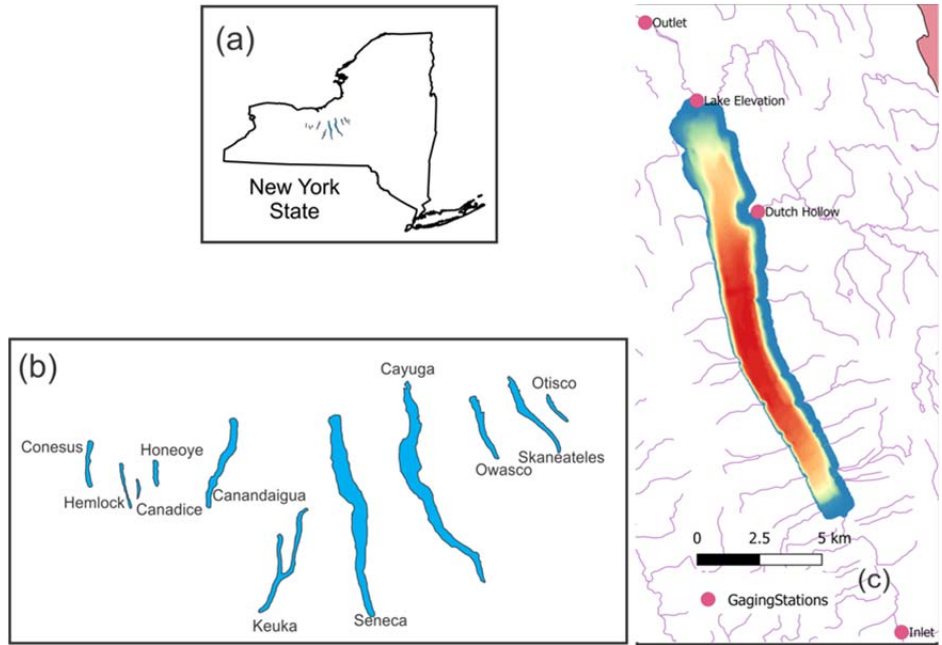 (a)
New York
State
(b)
Cayuga
Otisco
Conesus
Honeoye
Owasco
Skaneateles
Hemlock
Canadice
Canandaigua
Keuka
Seneca
Outlet
Lake Elevation
Dutch Hollow
0 2.5 5 km
(c)
GagingStations
Inlet